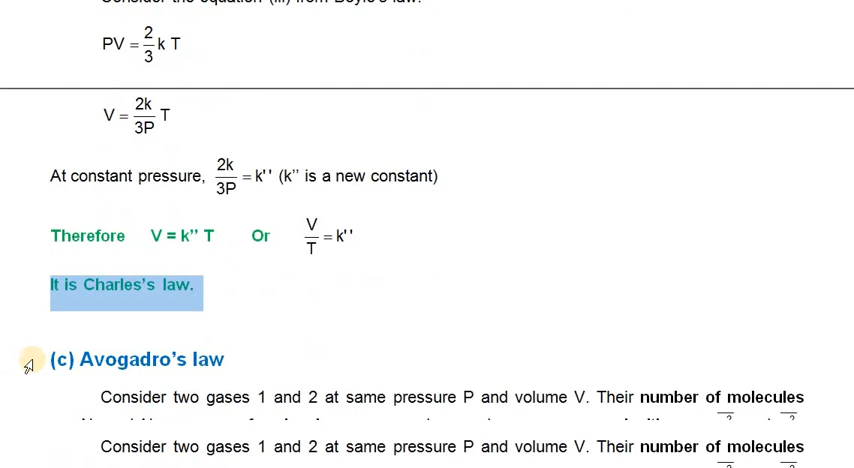 PV = 2/3 k T
V = 2k/3P T
At constant pressure, 2k/3P = k'' (k” is a new constant)
Therefore V = k” T Or V/T = k''
It is Charles’s law.
(c) Avogadro’s law
Consider two gases 1 and 2 at same pressure P and volume V. Their number of molecules
Consider two gases 1 and 2 at same pressure P and volume V. Their number of molecules